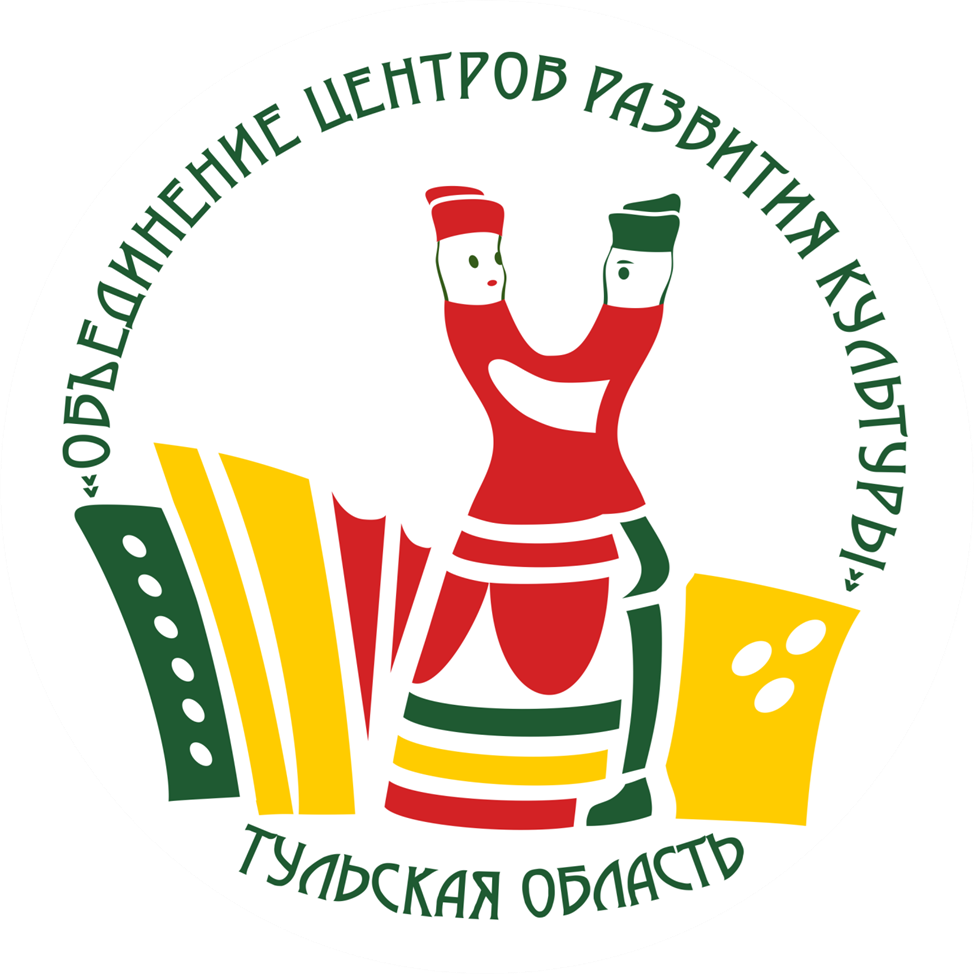 «ОБЪЕДИНЕНИЕ ЦЕНТРОВ РАЗВИТИЯ КУЛЬТУРЫ»
ТУЛЬСКАЯ ОБЛАСТЬ